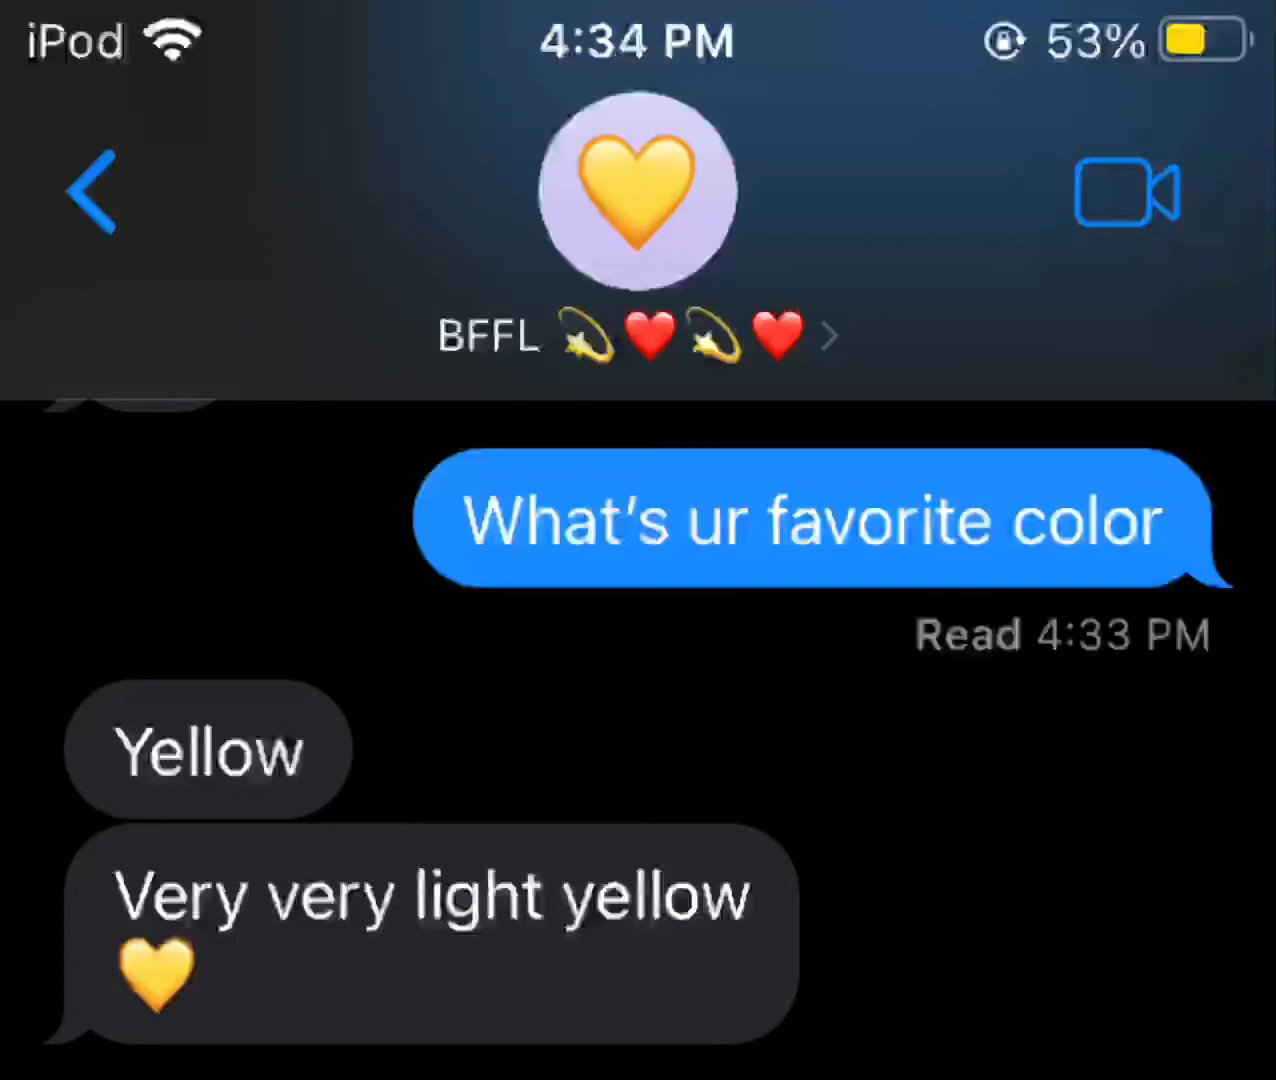 iPod 4:34 PM 53%
BFFL 💫❤️💫❤️
What's ur favorite color
Read 4:33 PM
Yellow
Very very light yellow
💛